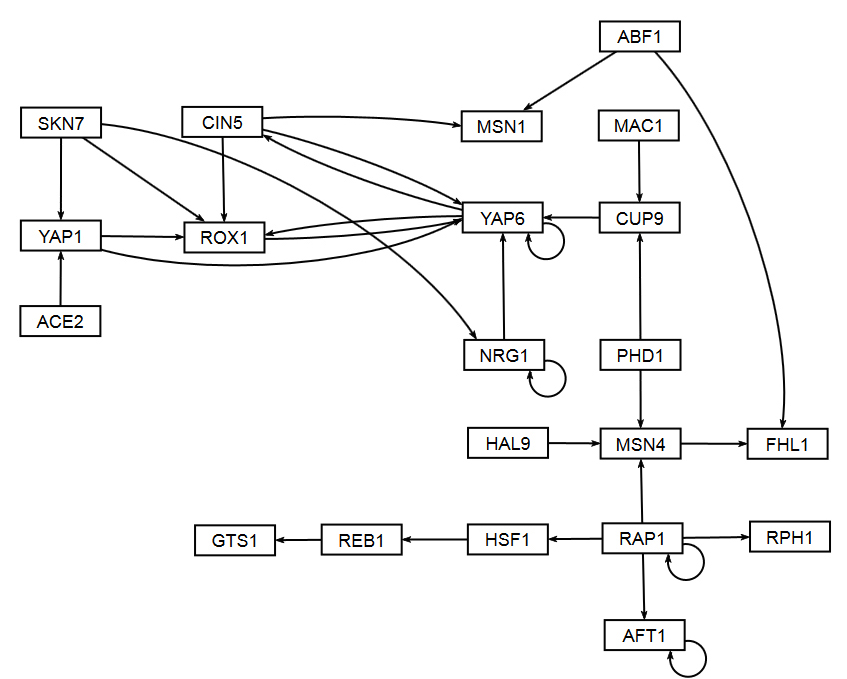 ABF1
SKN7
CIN5
MSN1
MAC1
YAP1
ROX1
YAP6
CUP9
ACE2
NRG1
PHD1
HAL9
MSN4
FHL1
GTS1
REB1
HSF1
RAP1
RPH1
AFT1